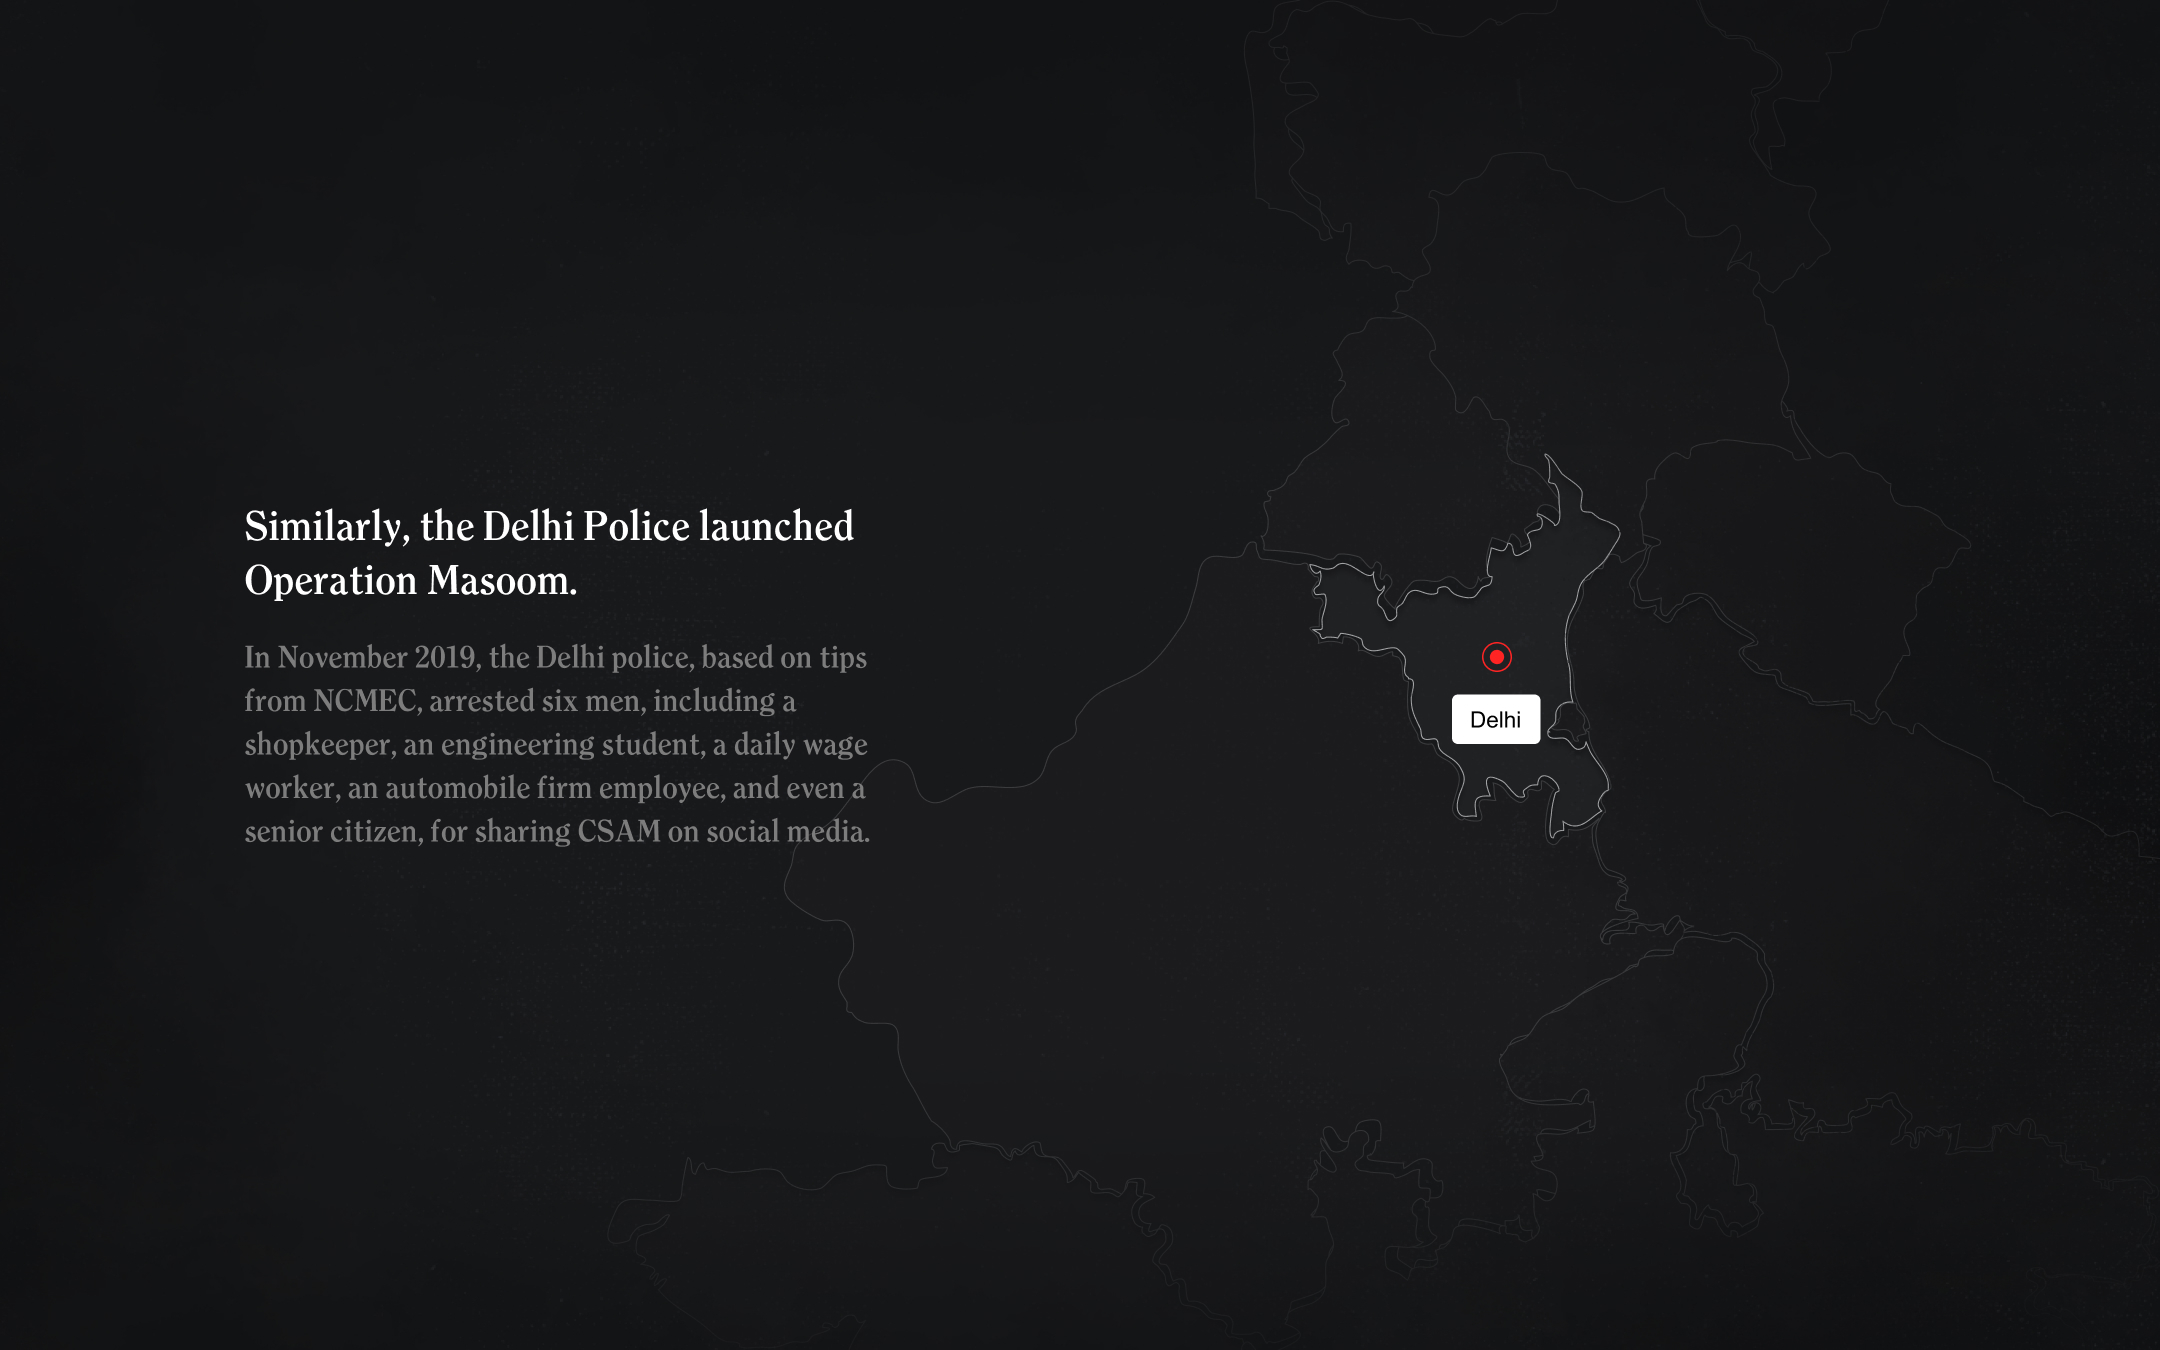 Similarly, the Delhi Police launched
Operation Masoom.
In November 2019, the Delhi police, based on tips
from NCMEC, arrested six men, including a
shopkeeper, an engineering student, a daily wage
worker, an automobile firm employee, and even a
senior citizen, for sharing CSAM on social media.
Delhi